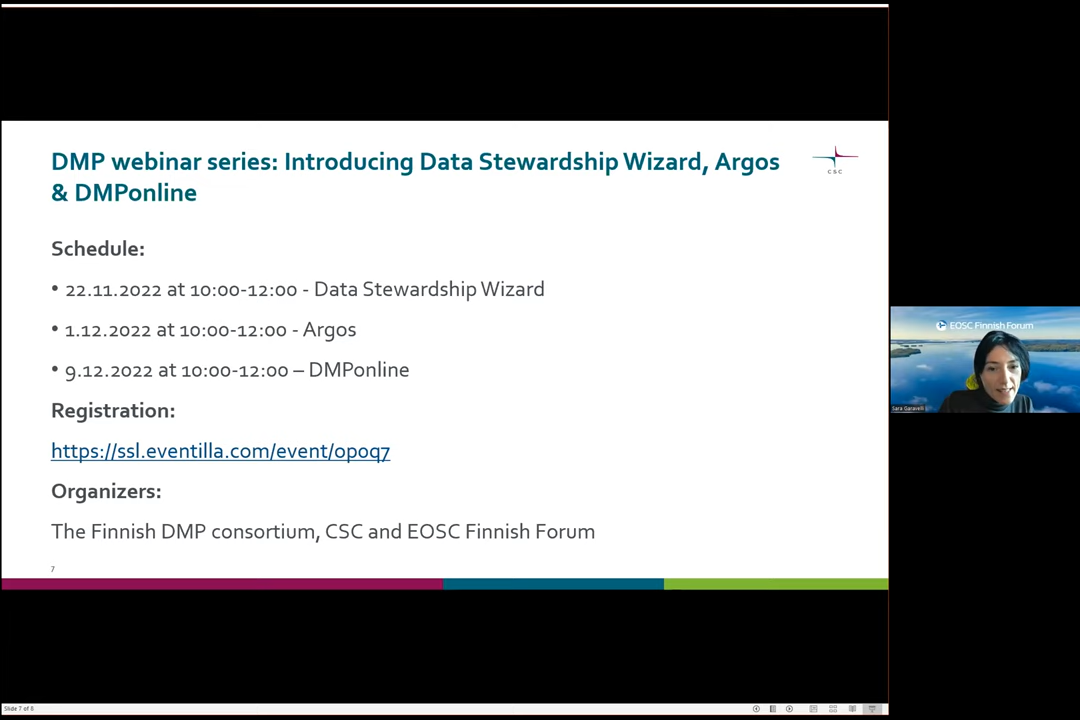 DMP webinar series: Introducing Data Stewardship Wizard, Argos
& DMPonline
CSC
Schedule:
• 22.11.2022 at 10:00-12:00 - Data Stewardship Wizard
• 1.12.2022 at 10:00-12:00 - Argos
• 9.12.2022 at 10:00-12:00 – DMPonline
Registration:
https://ssl.eventilla.com/event/opoq7
Organizers:
The Finnish DMP consortium, CSC and EOSC Finnish Forum
7
EOSC Finnish Forum
Sara Garavelli
Slide 7 of 8